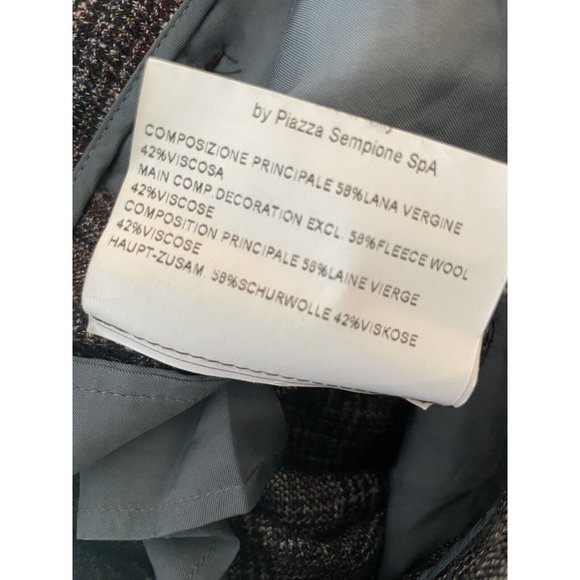 by Piazza Sempione SpA
COMPOSIZIONE PRINCIPALE 58%LANA VERGINE
42%VISCOSA
MAIN COMP.DECORATION EXCL. 58%FLEECE WOOL
42%VISCOSE
COMPOSITION PRINCIPALE 58%LAINE VIERGE
42%VISCOSE
HAUPT-ZUSAM. 58%SCHURWOLLE 42%VISKOSE